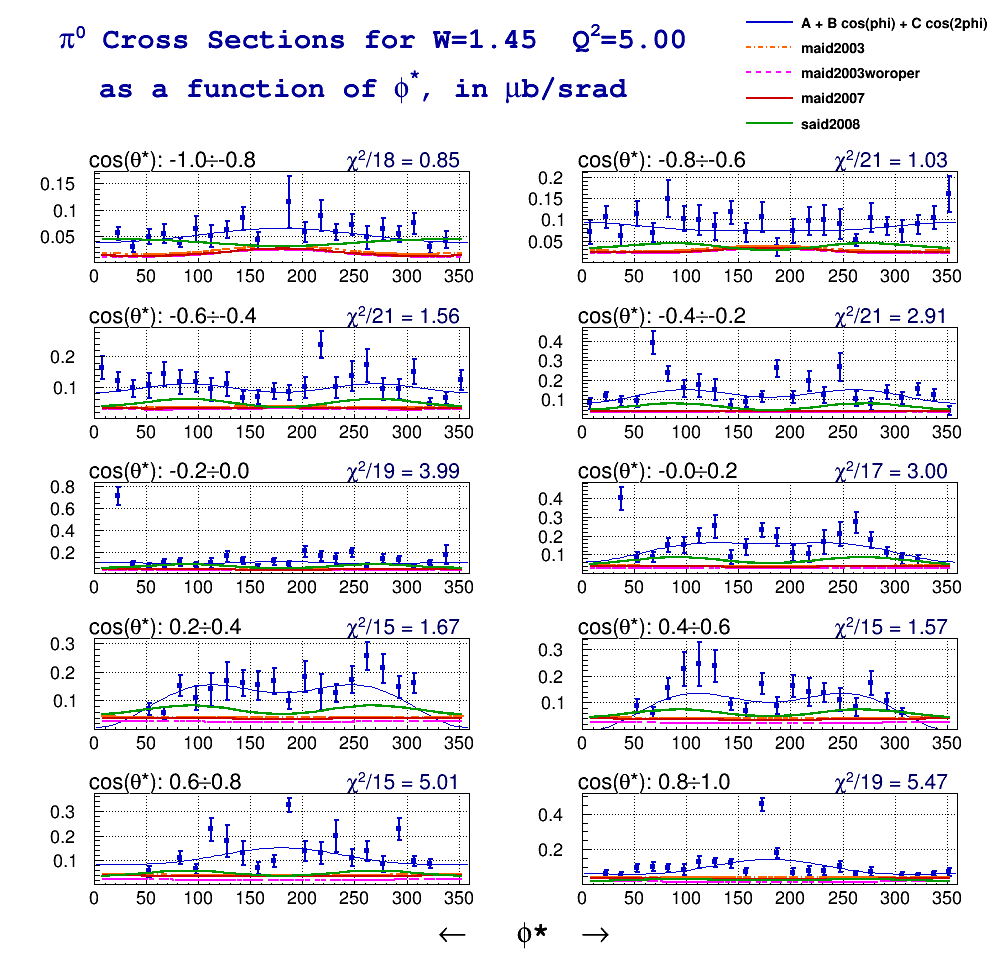 π⁰ Cross Sections for W=1.45 Q²=5.00
as a function of ϕ*, in μb/srad
A + B cos(phi) + C cos(2phi)
maid2003
maid2003woroper
maid2007
said2008
cos(θ*): -1.0÷-0.8 χ²/18 = 0.85
0.15
0.1
0.05
0 50 100 150 200 250 300 350
cos(θ*): -0.8÷-0.6 χ²/21 = 1.03
0.2
0.15
0.1
0.05
0 50 100 150 200 250 300 350
cos(θ*): -0.6÷-0.4 χ²/21 = 1.56
0.2
0.1
0 50 100 150 200 250 300 350
cos(θ*): -0.4÷-0.2 χ²/21 = 2.91
0.4
0.3
0.2
0.1
0 50 100 150 200 250 300 350
cos(θ*): -0.2÷0.0 χ²/19 = 3.99
0.8
0.6
0.4
0.2
0 50 100 150 200 250 300 350
cos(θ*): -0.0÷0.2 χ²/17 = 3.00
0.4
0.3
0.2
0.1
0 50 100 150 200 250 300 350
cos(θ*): 0.2÷0.4 χ²/15 = 1.67
0.3
0.2
0.1
0 50 100 150 200 250 300 350
cos(θ*): 0.4÷0.6 χ²/15 = 1.57
0.3
0.2
0.1
0 50 100 150 200 250 300 350
cos(θ*): 0.6÷0.8 χ²/15 = 5.01
0.3
0.2
0.1
0 50 100 150 200 250 300 350
cos(θ*): 0.8÷1.0 χ²/19 = 5.47
0.4
0.2
0 50 100 150 200 250 300 350
← ϕ* →